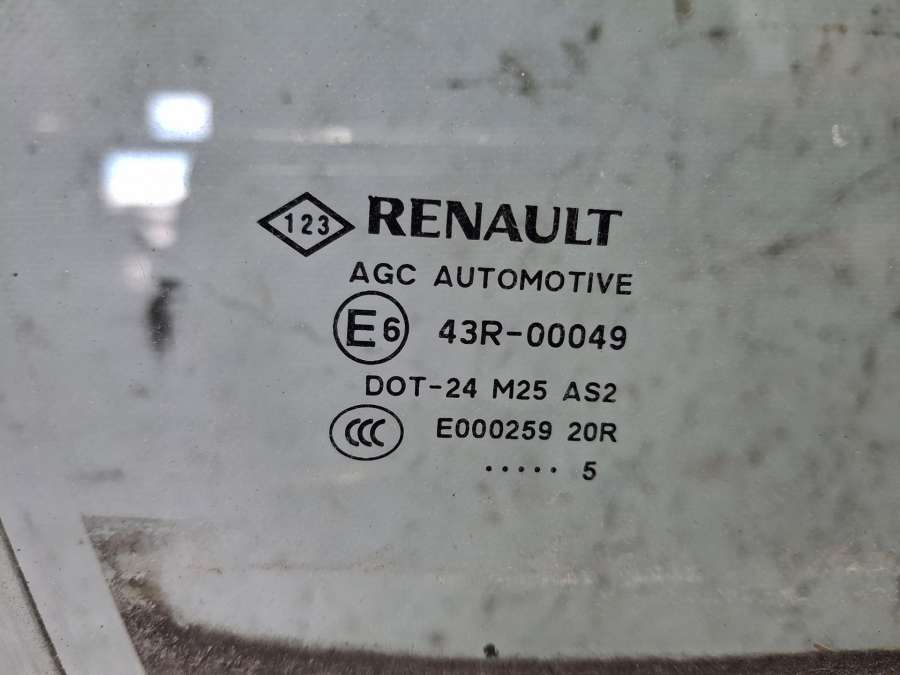 123 RENAULT
AGC AUTOMOTIVE
E6 43R-00049
DOT-24 M25 AS2
CCC E000259 20R
..... 5